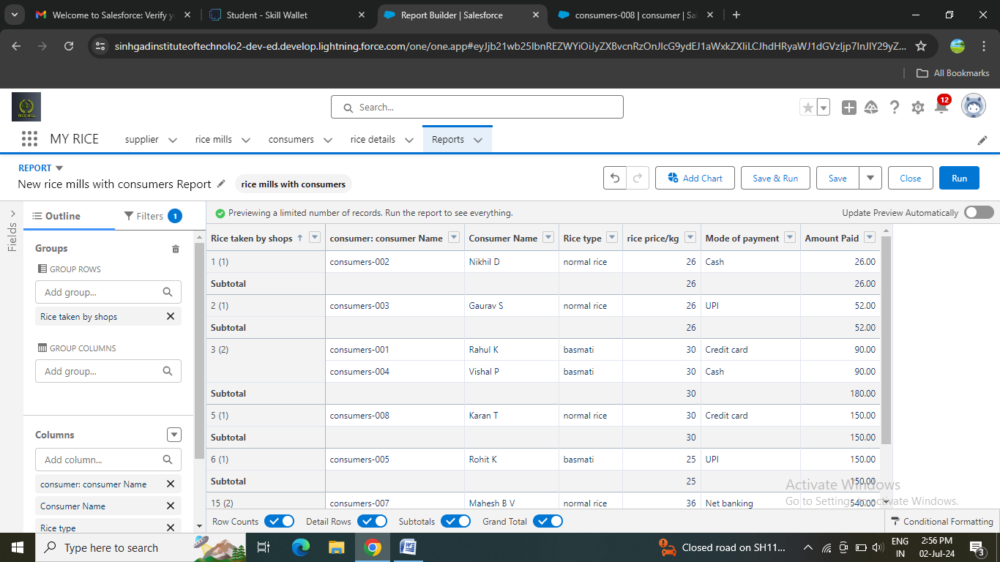 Welcome to Salesforce: Verify y
Student - Skill Wallet
Report Builder | Salesforce
consumers-008 | consumer | Sa
sinhgadinstituteoftechnolo2-dev-ed.develop.lightning.force.com/one/one.app#eyJjb21wb25lbnREZWYiOiJyZXBvcnRzOnJlcG9ydEJ1aWxkZXIiLCJhdHRyaWJ1dGVzIjp7InJlY29yZ...
All Bookmarks
RICE MILL
Search...
12
MY RICE
supplier
rice mills
consumers
rice details
Reports
REPORT
New rice mills with consumers Report
rice mills with consumers
Add Chart
Save & Run
Save
Close
Run
Fields
Outline
Filters 1
Previewing a limited number of records. Run the report to see everything.
Update Preview Automatically
Groups
GROUP ROWS
Add group...
Rice taken by shops
GROUP COLUMNS
Add group...
Columns
Add column...
consumer: consumer Name
Consumer Name
Rice type
Rice taken by shops consumer: consumer Name Consumer Name Rice type rice price/kg Mode of payment Amount Paid
1 (1) consumers-002 Nikhil D normal rice 26 Cash 26.00
Subtotal 26 26.00
2 (1) consumers-003 Gaurav S normal rice 26 UPI 52.00
Subtotal 26 52.00
3 (2) consumers-001 Rahul K basmati 30 Credit card 90.00
consumers-004 Vishal P basmati 30 Cash 90.00
Subtotal 30 180.00
5 (1) consumers-008 Karan T normal rice 30 Credit card 150.00
Subtotal 30 150.00
6 (1) consumers-005 Rohit K basmati 25 UPI 150.00
Subtotal 25 150.00
15 (2) consumers-007 Mahesh B V normal rice 36 Net banking 540.00
Activate Windows
Go to Settings to activate Windows.
Row Counts
Detail Rows
Subtotals
Grand Total
Conditional Formatting
Type here to search
Closed road on SH11...
ENG
IN
2:56 PM
02-Jul-24
3